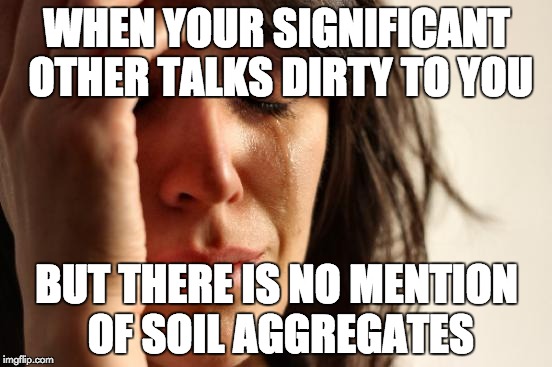 WHEN YOUR SIGNIFICANT
OTHER TALKS DIRTY TO YOU
BUT THERE IS NO MENTION
OF SOIL AGGREGATES
imgflip.com